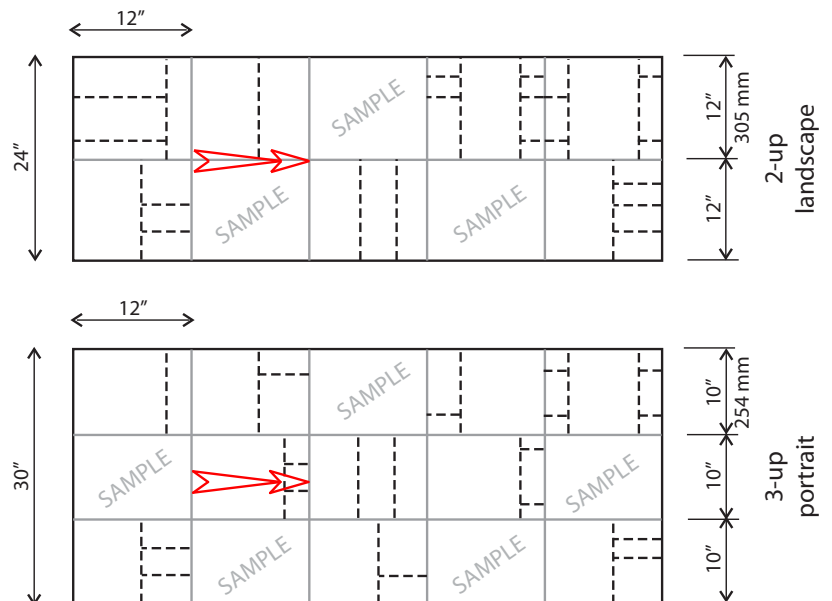 12”
24”
SAMPLE
SAMPLE
SAMPLE
12”
305 mm
12”
2-up
landscape
12”
30”
SAMPLE
SAMPLE
SAMPLE
SAMPLE
SAMPLE
10”
254 mm
10”
10”
3-up
portrait